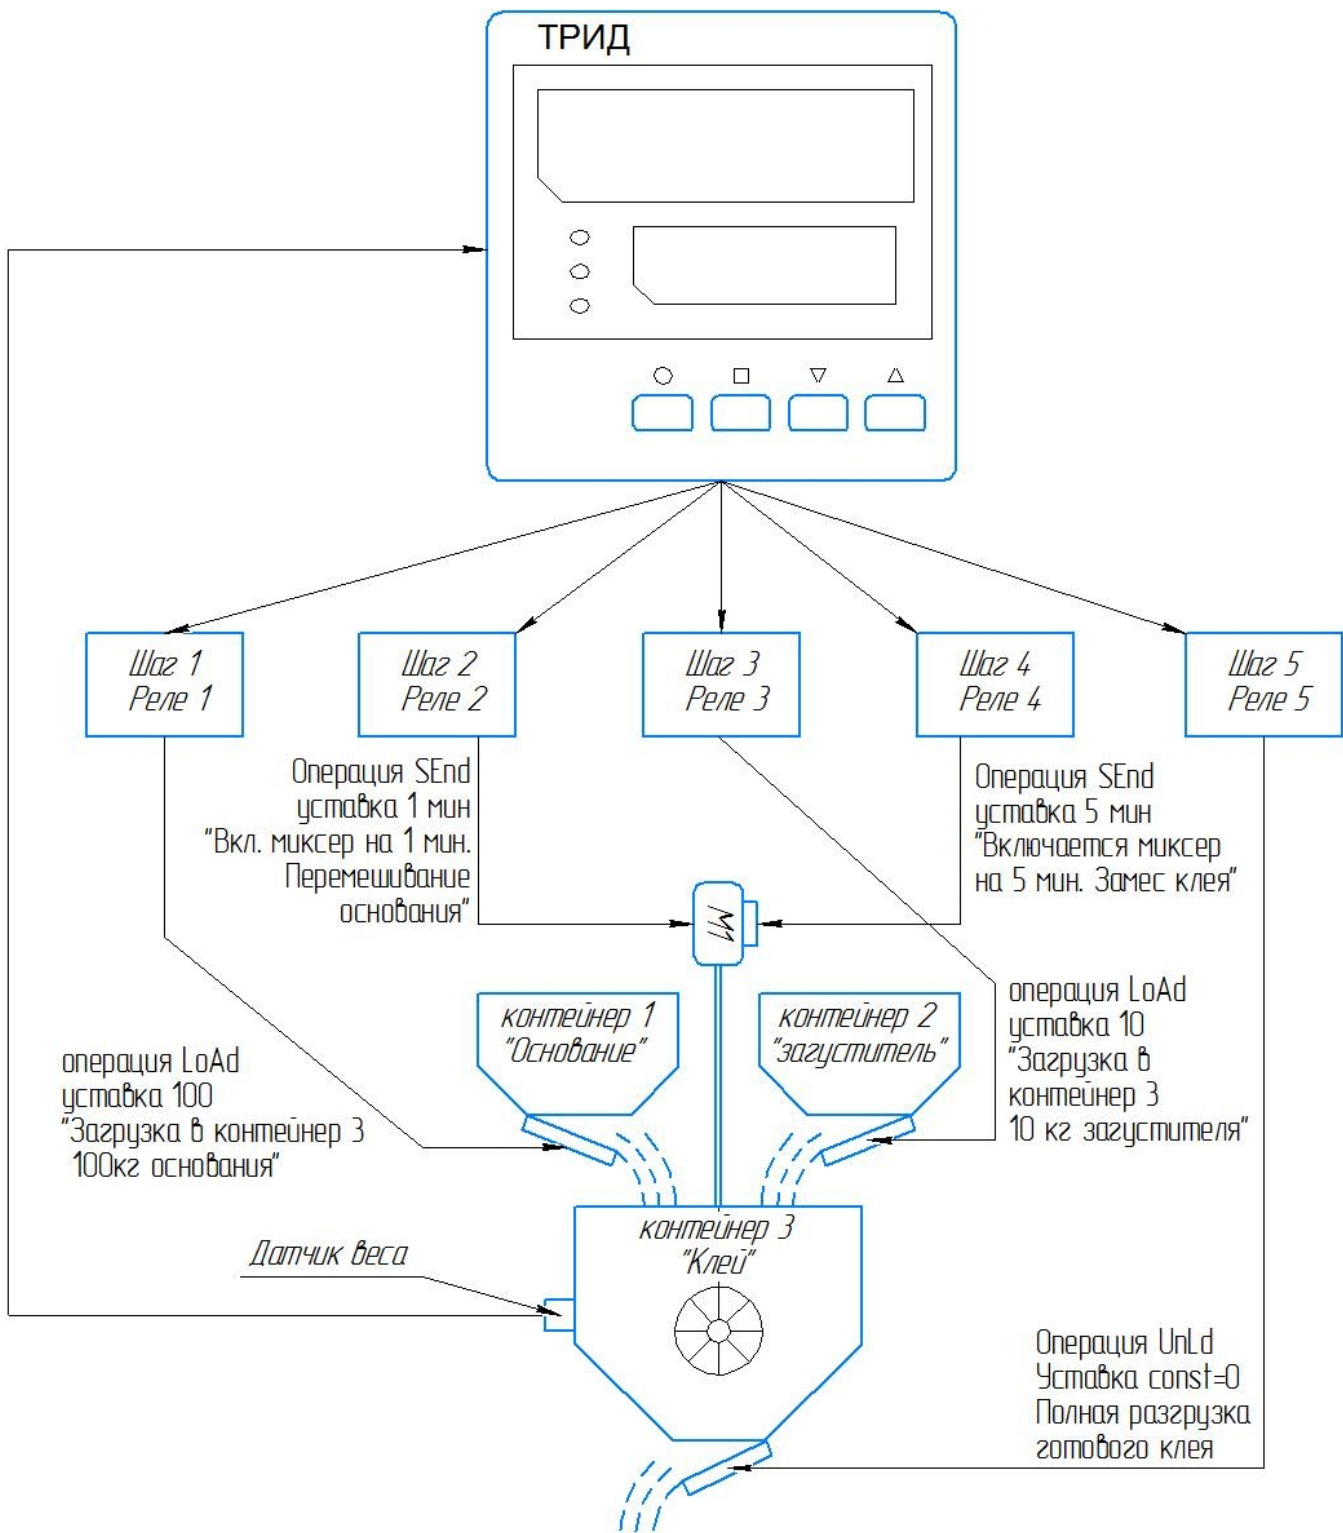 ТРИД
Шаг 1
Реле 1
Шаг 2
Реле 2
Шаг 3
Реле 3
Шаг 4
Реле 4
Шаг 5
Реле 5
Операция SEnd
уставка 1 мин
"Вкл. миксер на 1 мин.
Перемешивание
основания"
Операция SEnd
уставка 5 мин
"Включается миксер
на 5 мин. Замес клея"
М1
контейнер 1
"Основание"
контейнер 2
"загуститель"
операция LoAd
уставка 10
"Загрузка в
контейнер 3
10 кг загустителя"
операция LoAd
уставка 100
"Загрузка в контейнер 3
100кг основания"
контейнер 3
"Клей"
Датчик веса
Операция UnLd
Уставка const=0
Полная разгрузка
готового клея